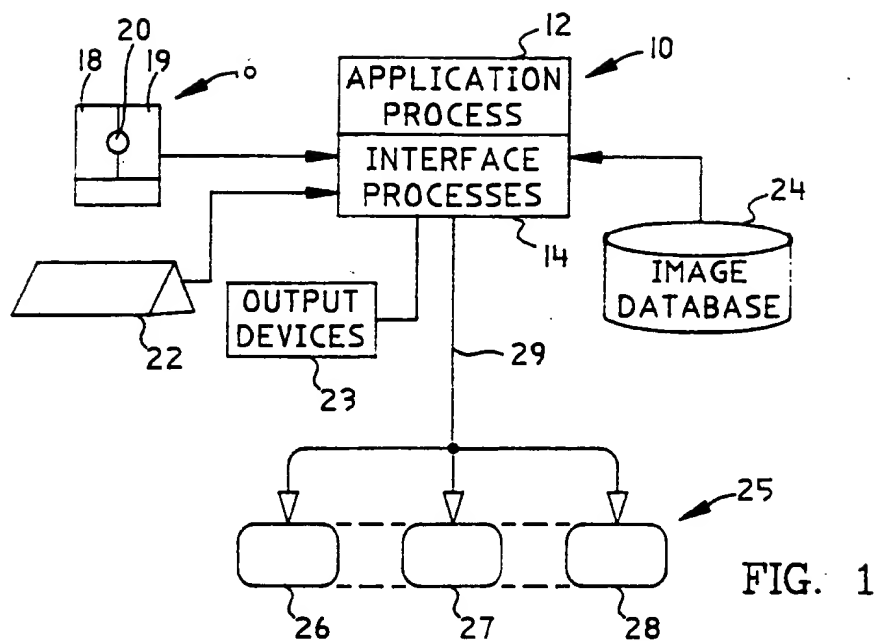 12
10
20
18 19
APPLICATION
PROCESS
INTERFACE
PROCESSES
14
24
IMAGE
DATABASE
22
OUTPUT
DEVICES
23
29
25
26 27 28
FIG. 1